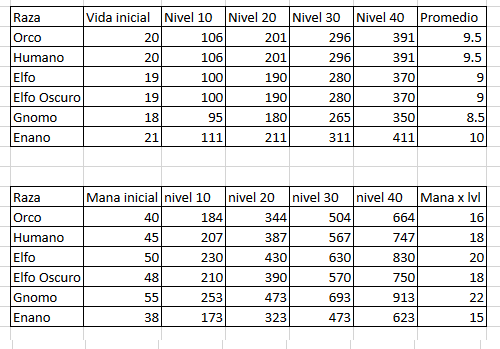 Raza Vida inicial Nivel 10 Nivel 20 Nivel 30 Nivel 40 Promedio
Orco 20 106 201 296 391 9.5
Humano 20 106 201 296 391 9.5
Elfo 19 100 190 280 370 9
Elfo Oscuro 19 100 190 280 370 9
Gnomo 18 95 180 265 350 8.5
Enano 21 111 211 311 411 10
Raza Mana inicial nivel 10 nivel 20 nivel 30 nivel 40 Mana x lvl
Orco 40 184 344 504 664 16
Humano 45 207 387 567 747 18
Elfo 50 230 430 630 830 20
Elfo Oscuro 48 210 390 570 750 18
Gnomo 55 253 473 693 913 22
Enano 38 173 323 473 623 15